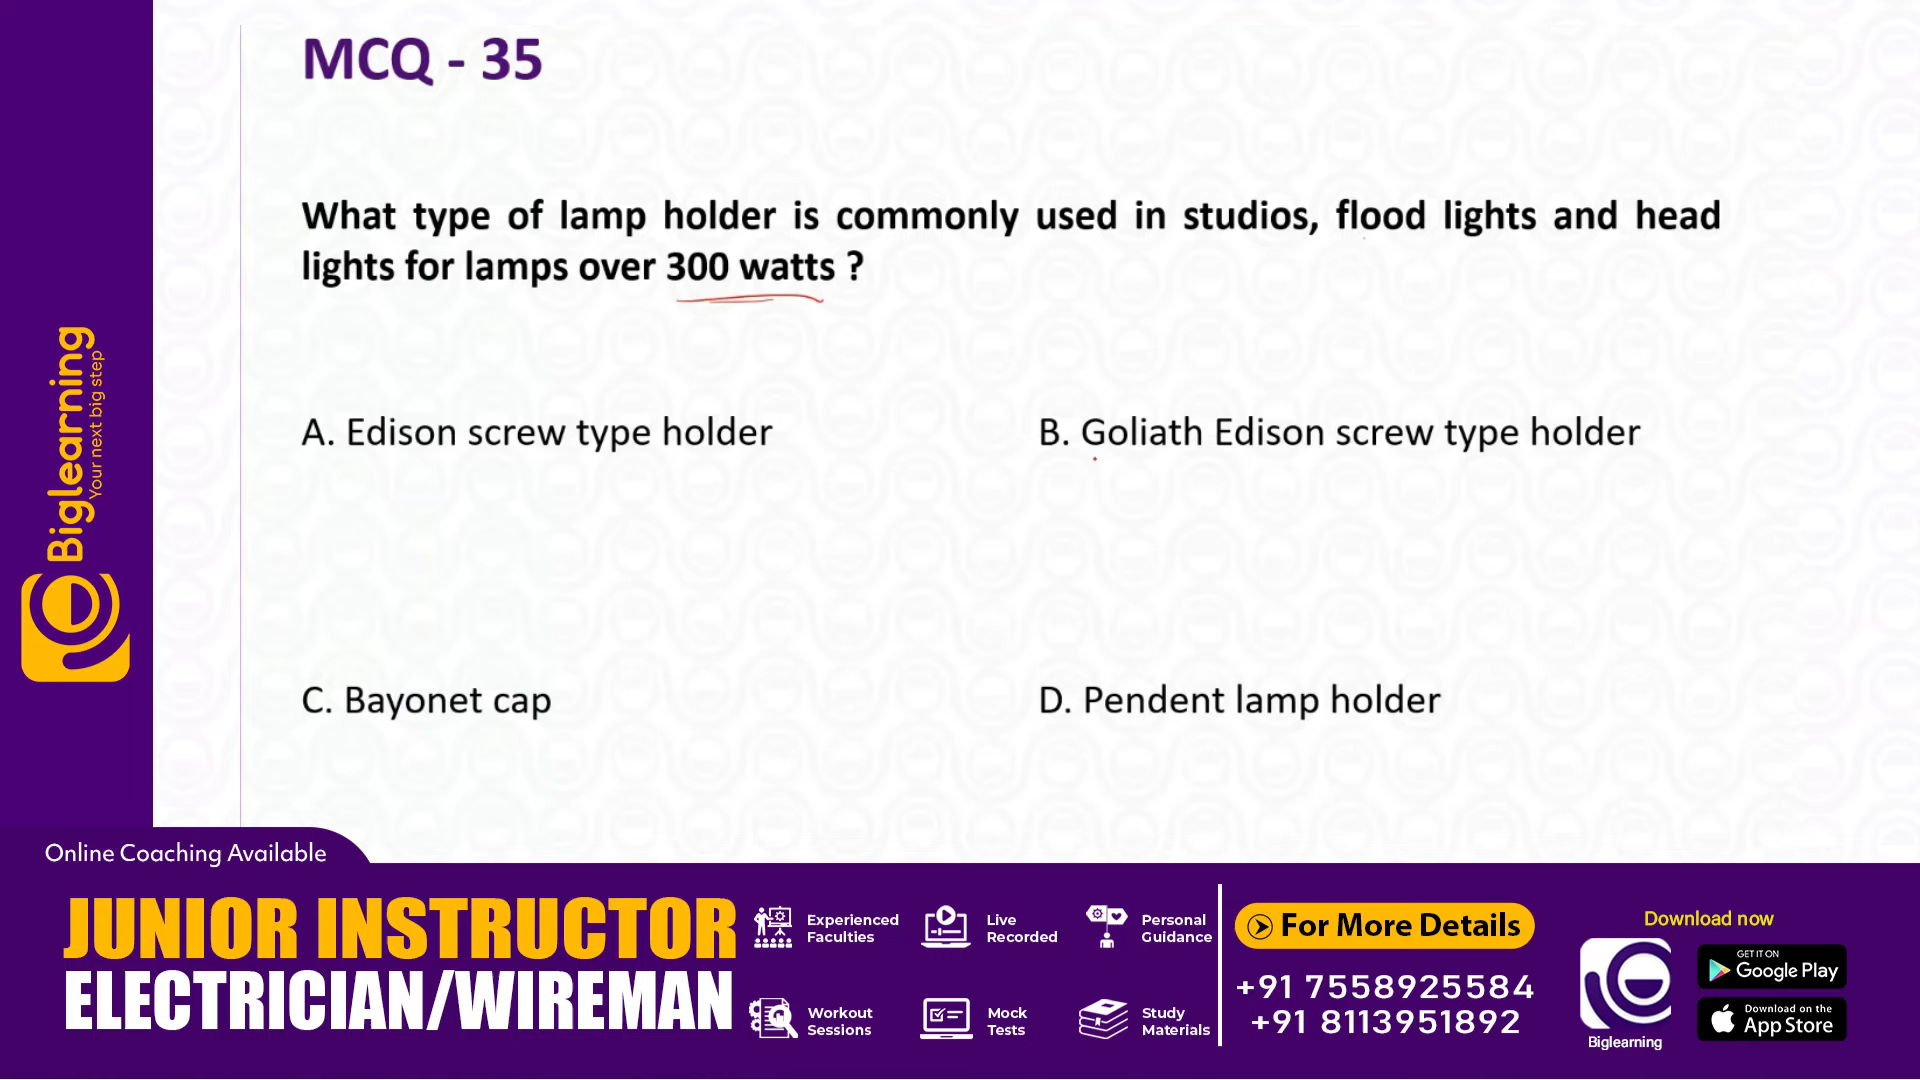 MCQ - 35
What type of lamp holder is commonly used in studios, flood lights and head
lights for lamps over 300 watts ?
A. Edison screw type holder
B. Goliath Edison screw type holder
C. Bayonet cap
D. Pendent lamp holder
Biglearning
Your next big step
Online Coaching Available
JUNIOR INSTRUCTOR
ELECTRICIAN/WIREMAN
Experienced
Faculties
Live
Recorded
Personal
Guidance
Workout
Sessions
Mock
Tests
Study
Materials
For More Details
+91 7558925584
+91 8113951892
Download now
Biglearning
GET IT ON
Google Play
Download on the
App Store